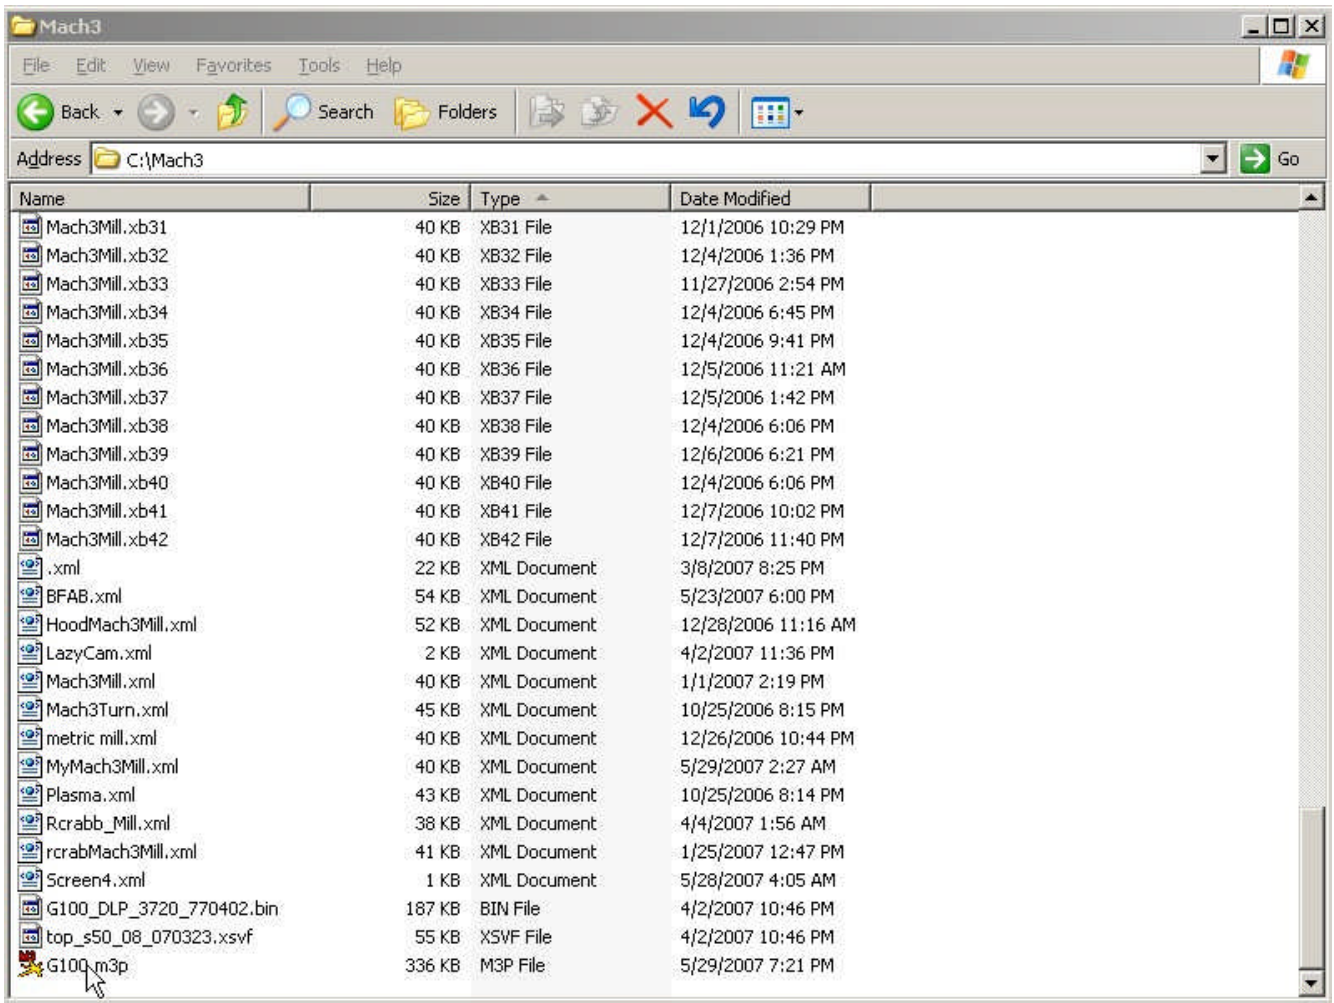 Mach3
File Edit View Favorites Tools Help
Back Search Folders
Address C:\Mach3 Go
Name Size Type Date Modified
Mach3Mill.xb31 40 KB XB31 File 12/1/2006 10:29 PM
Mach3Mill.xb32 40 KB XB32 File 12/4/2006 1:36 PM
Mach3Mill.xb33 40 KB XB33 File 11/27/2006 2:54 PM
Mach3Mill.xb34 40 KB XB34 File 12/4/2006 6:45 PM
Mach3Mill.xb35 40 KB XB35 File 12/4/2006 9:41 PM
Mach3Mill.xb36 40 KB XB36 File 12/5/2006 11:21 AM
Mach3Mill.xb37 40 KB XB37 File 12/5/2006 1:42 PM
Mach3Mill.xb38 40 KB XB38 File 12/4/2006 6:06 PM
Mach3Mill.xb39 40 KB XB39 File 12/6/2006 6:21 PM
Mach3Mill.xb40 40 KB XB40 File 12/4/2006 6:06 PM
Mach3Mill.xb41 40 KB XB41 File 12/7/2006 10:02 PM
Mach3Mill.xb42 40 KB XB42 File 12/7/2006 11:40 PM
.xml 22 KB XML Document 3/8/2007 8:25 PM
BFAB.xml 54 KB XML Document 5/23/2007 6:00 PM
HoodMach3Mill.xml 52 KB XML Document 12/28/2006 11:16 AM
LazyCam.xml 2 KB XML Document 4/2/2007 11:36 PM
Mach3Mill.xml 40 KB XML Document 1/1/2007 2:19 PM
Mach3Turn.xml 45 KB XML Document 10/25/2006 8:15 PM
metric mill.xml 40 KB XML Document 12/26/2006 10:44 PM
MyMach3Mill.xml 40 KB XML Document 5/29/2007 2:27 AM
Plasma.xml 43 KB XML Document 10/25/2006 8:14 PM
Rcrabb_Mill.xml 38 KB XML Document 4/4/2007 1:56 AM
rcrabMach3Mill.xml 41 KB XML Document 1/25/2007 12:47 PM
Screen4.xml 1 KB XML Document 5/28/2007 4:05 AM
G100_DLP_3720_770402.bin 187 KB BIN File 4/2/2007 10:46 PM
top_s50_08_070323.xsvf 55 KB XSVF File 4/2/2007 10:46 PM
G100.m3p 336 KB M3P File 5/29/2007 7:21 PM